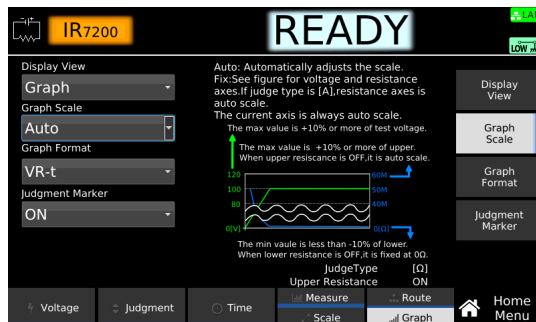 IR7200
READY
LAN
LOW
Display View
Graph
Graph Scale
Auto
Graph Format
VR-t
Judgment Marker
ON
Auto: Automatically adjusts the scale.
Fix:See figure for voltage and resistance
axes.If judge type is [A],resistance axes is
auto scale.
The current axis is always auto scale.
The max value is +10% or more of test voltage.
The max value is +10% or more of upper.
When upper resiscance is OFF,it is auto scale.
120
100
80
0[V]
60M
50M
40M
0[Ω]
The min vaule is less than -10%
of lower.
When lower resistance is OFF,it is fixed at 0Ω.
JudgeType [Ω]
Upper Resistance ON
Display
View
Graph
Scale
Graph
Format
Judgment
Marker
Voltage
Judgment
Time
Measure
Scale
Route
Graph
Home
Menu